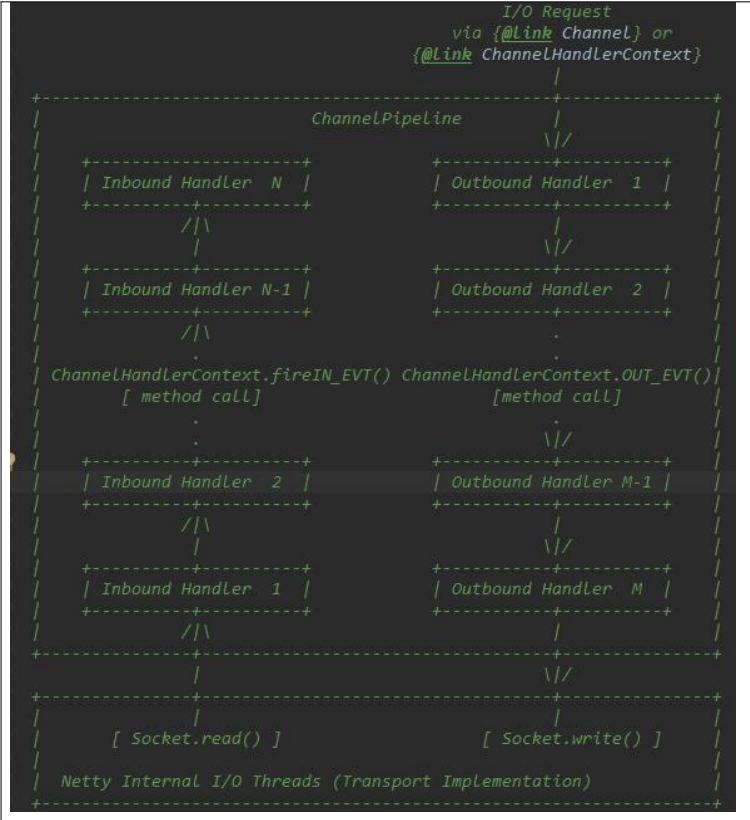 I/O Request
via {@link Channel} or
{@link ChannelHandlerContext}
|
+---------------------------------------------------+---------------+
|                           ChannelPipeline         |               |
|                                                  \|/              |
|    +---------------------+            +-----------+----------+    |
|    | Inbound Handler  N  |            | Outbound Handler  1  |    |
|    +----------+----------+            +-----------+----------+    |
|              /|\                                  |               |
|               |                                  \|/              |
|    +----------+----------+            +-----------+----------+    |
|    | Inbound Handler N-1 |            | Outbound Handler  2  |    |
|    +----------+----------+            +-----------+----------+    |
|              /|\                                  .               |
|               .                                   .               |
| ChannelHandlerContext.fireIN_EVT() ChannelHandlerContext.OUT_EVT()|
|        [ method call]                       [method call]         |
|               .                                   .               |
|               .                                  \|/              |
|    +----------+----------+            +-----------+----------+    |
|    | Inbound Handler  2  |            | Outbound Handler M-1 |    |
|    +----------+----------+            +-----------+----------+    |
|              /|\                                  |               |
|               |                                  \|/              |
|    +----------+----------+            +-----------+----------+    |
|    | Inbound Handler  1  |            | Outbound Handler  M  |    |
|    +----------+----------+            +-----------+----------+    |
|              /|\                                  |               |
+---------------+-----------------------------------+---------------+
                |                                  \|/
+---------------+-----------------------------------+---------------+
|               |                                   |               |
|       [ Socket.read() ]                    [ Socket.write() ]     |
|                                                                   |
|  Netty Internal I/O Threads (Transport Implementation)            |
+-------------------------------------------------------------------+